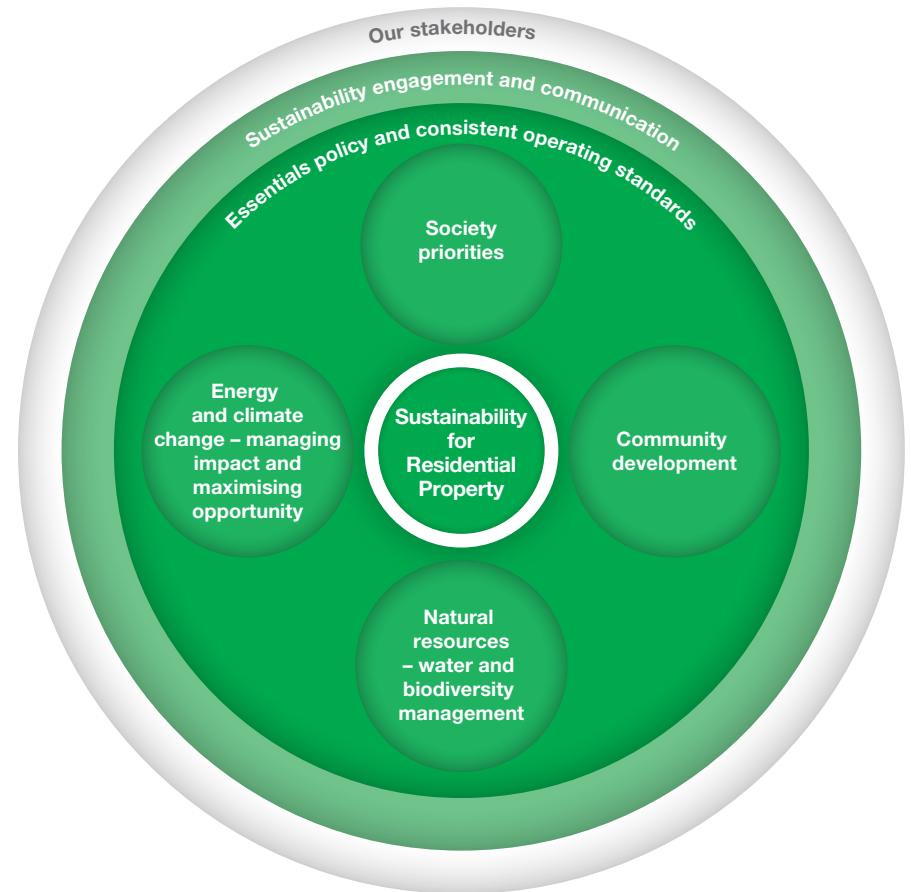 Our stakeholders
Sustainability engagement and communication
Essentials policy and consistent operating standards
Society
priorities
Energy
and climate
change – managing
impact and
maximising
opportunity
Sustainability
for
Residential
Property
Community
development
Natural
resources
– water and
biodiversity
management